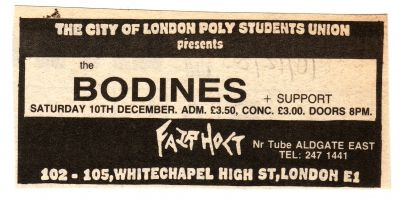 THE CITY OF LONDON POLY STUDENTS UNION
presents
the
BODINES + SUPPORT
SATURDAY 10TH DECEMBER. ADM. £3.50, CONC. £3.00. DOORS 8PM.
FAIRHOLT
Nr Tube ALDGATE EAST
TEL: 247 1441
102 - 105, WHITECHAPEL HIGH ST, LONDON E1